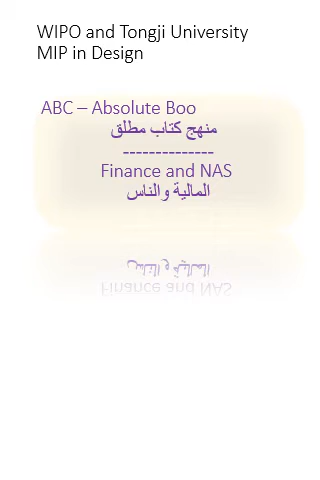 WIPO and Tongji University
MIP in Design
ABC – Absolute Boo
منهج كتاب مطلق
--------------
Finance and NAS
المالية والناس